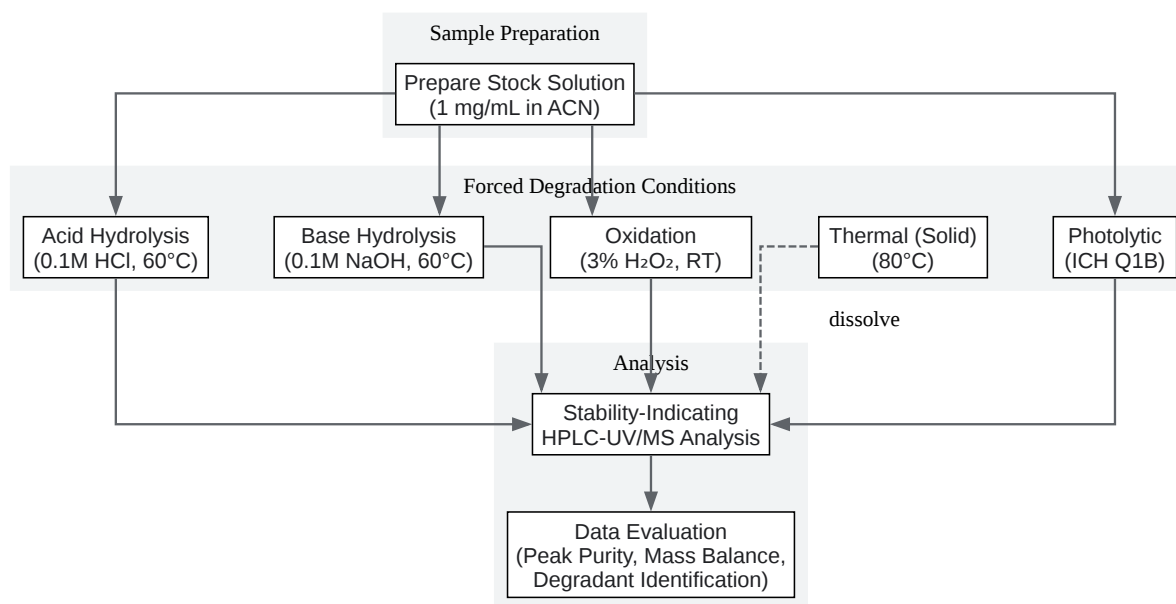 Sample Preparation
Prepare Stock Solution
(1 mg/mL in ACN)
Forced Degradation Conditions
Acid Hydrolysis
(0.1M HCl, 60°C)
Base Hydrolysis
(0.1M NaOH, 60°C)
Oxidation
(3% H₂O₂, RT)
Thermal (Solid)
(80°C)
Photolytic
(ICH Q1B)
dissolve
Analysis
Stability-Indicating
HPLC-UV/MS Analysis
Data Evaluation
(Peak Purity, Mass Balance,
Degradant Identification)